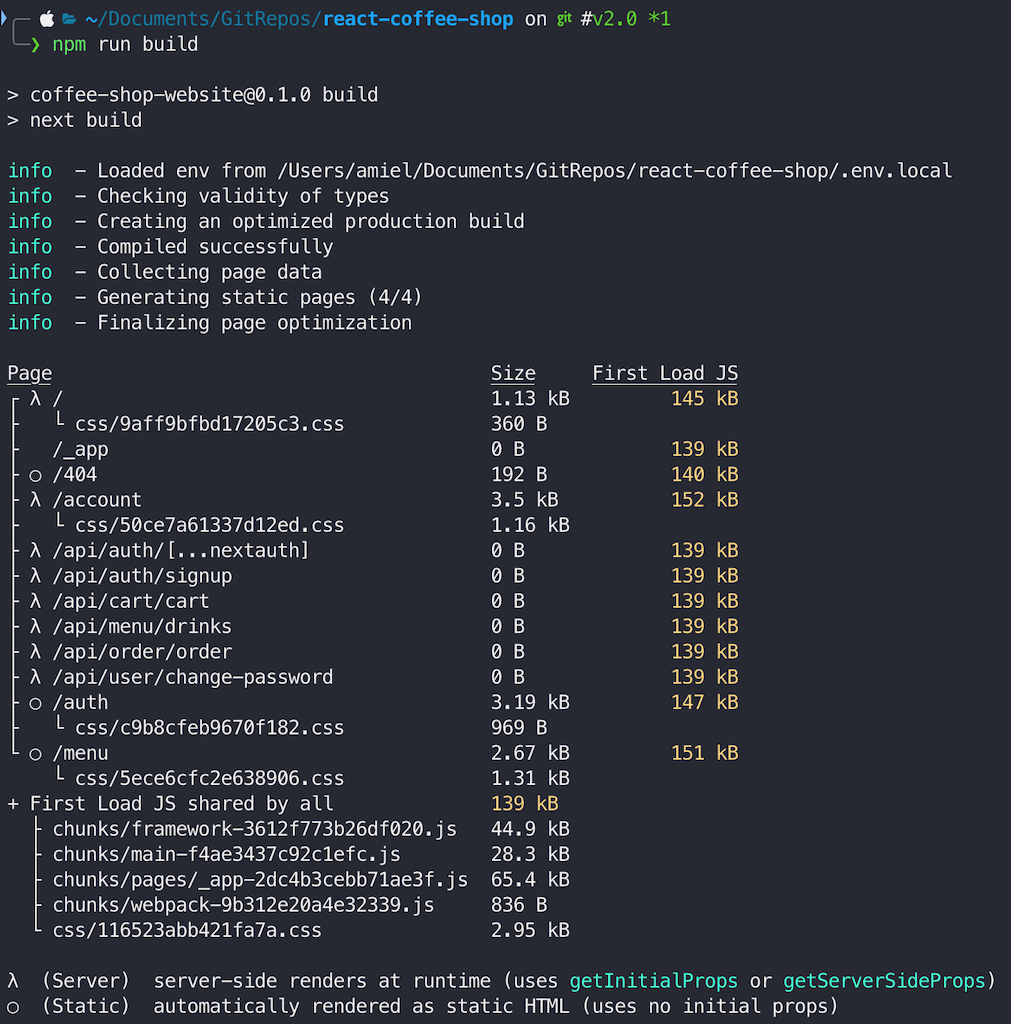 ~/Documents/GitRepos/react-coffee-shop on git #v2.0 *1
❯ npm run build
> coffee-shop-website@0.1.0 build
> next build
info  - Loaded env from /Users/amiel/Documents/GitRepos/react-coffee-shop/.env.local
info  - Checking validity of types
info  - Creating an optimized production build
info  - Compiled successfully
info  - Collecting page data
info  - Generating static pages (4/4)
info  - Finalizing page optimization
Page                                       Size     First Load JS
┌ λ /                                      1.13 kB         145 kB
├   └ css/9aff9bfbd17205c3.css             360 B
├   /_app                                  0 B             139 kB
├ ○ /404                                   192 B           140 kB
├ λ /account                               3.5 kB          152 kB
├   └ css/50ce7a61337d12ed.css             1.16 kB
├ λ /api/auth/[...nextauth]                0 B             139 kB
├ λ /api/auth/signup                       0 B             139 kB
├ λ /api/cart/cart                         0 B             139 kB
├ λ /api/menu/drinks                       0 B             139 kB
├ λ /api/order/order                       0 B             139 kB
├ λ /api/user/change-password              0 B             139 kB
├ ○ /auth                                  3.19 kB         147 kB
├   └ css/c9b8cfeb9670f182.css             969 B
└ ○ /menu                                  2.67 kB         151 kB
    └ css/5ece6cfc2e638906.css             1.31 kB
+ First Load JS shared by all              139 kB
  ├ chunks/framework-3612f773b26df020.js   44.9 kB
  ├ chunks/main-f4ae3437c92c1efc.js        28.3 kB
  ├ chunks/pages/_app-2dc4b3cebb71ae3f.js  65.4 kB
  ├ chunks/webpack-9b312e20a4e32339.js     836 B
  └ css/116523abb421fa7a.css               2.95 kB
λ  (Server)  server-side renders at runtime (uses getInitialProps or getServerSideProps)
○  (Static)  automatically rendered as static HTML (uses no initial props)